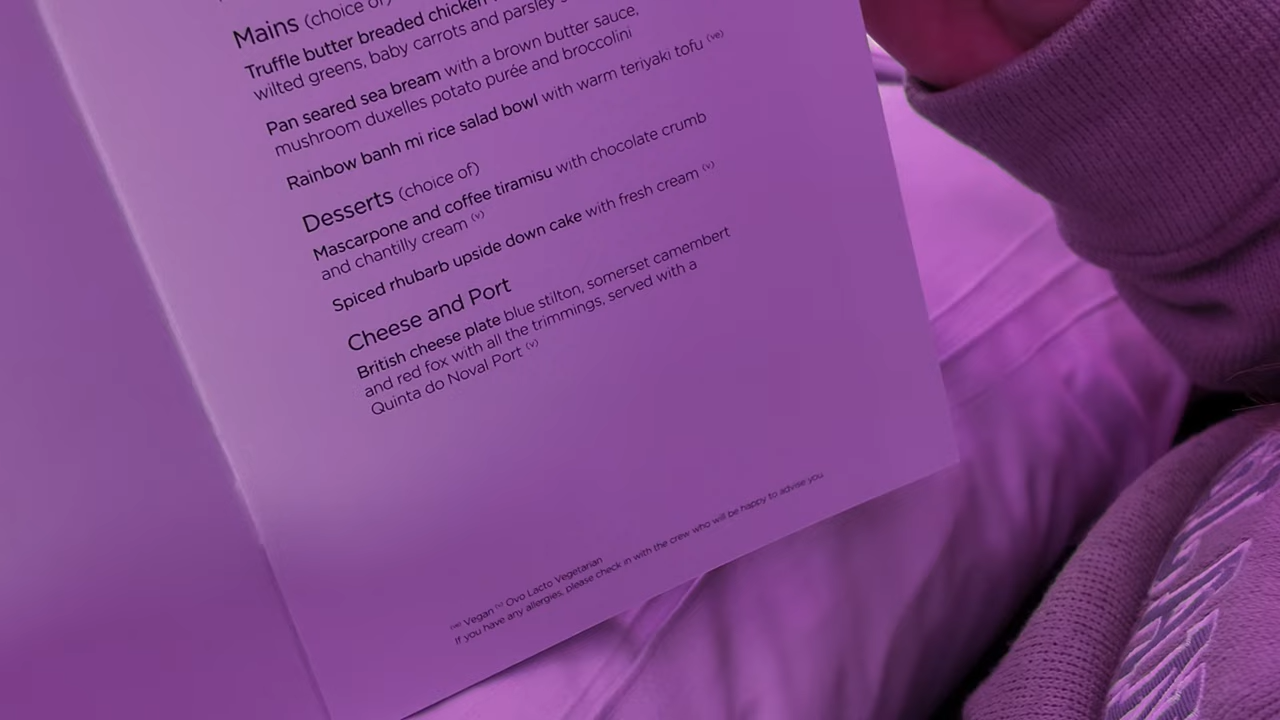 Mains (choice of)
Truffle butter breaded chicken
wilted greens, baby carrots and parsley
Pan seared sea bream with a brown butter sauce,
mushroom duxelles potato purée and broccolini
Rainbow banh mi rice salad bowl with warm teriyaki tofu (ve)
Desserts (choice of)
Mascarpone and coffee tiramisu with chocolate crumb
and chantilly cream (v)
Spiced rhubarb upside down cake with fresh cream (v)
Cheese and Port
British cheese plate blue stilton, somerset camembert
and red fox with all the trimmings, served with a
Quinta do Noval Port (v)
(ve) Vegan (v) Ovo Lacto Vegetarian
If you have any allergies, please check in with the crew who will be happy to advise you.